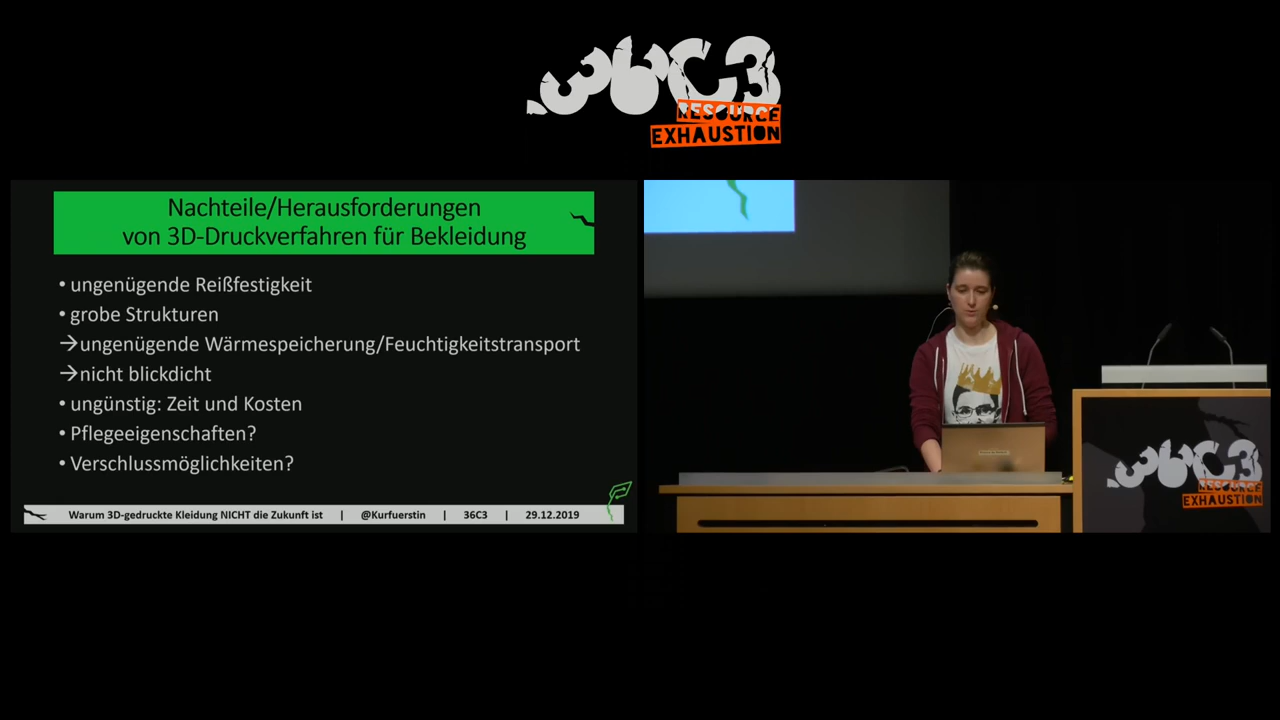 36C3
RESOURCE
EXHAUSTION
Nachteile/Herausforderungen
von 3D-Druckverfahren für Bekleidung
• ungenügende Reißfestigkeit
• grobe Strukturen
→ungenügende Wärmespeicherung/Feuchtigkeitstransport
→nicht blickdicht
• ungünstig: Zeit und Kosten
• Pflegeeigenschaften?
• Verschlussmöglichkeiten?
Warum 3D-gedruckte Kleidung NICHT die Zukunft ist | @Kurfuerstin | 36C3 | 29.12.2019
36C3
RESOURCE
EXHAUSTION